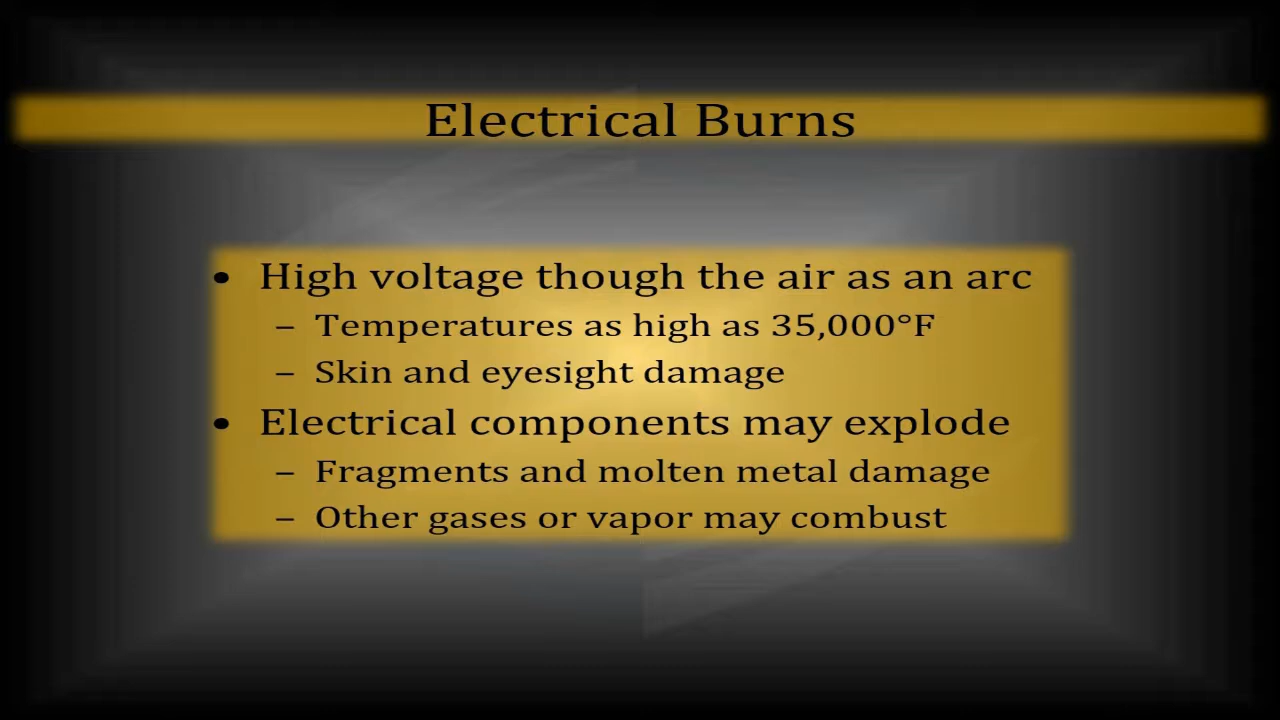 Electrical Burns
• High voltage though the air as an arc
– Temperatures as high as 35,000°F
– Skin and eyesight damage
• Electrical components may explode
– Fragments and molten metal damage
– Other gases or vapor may combust